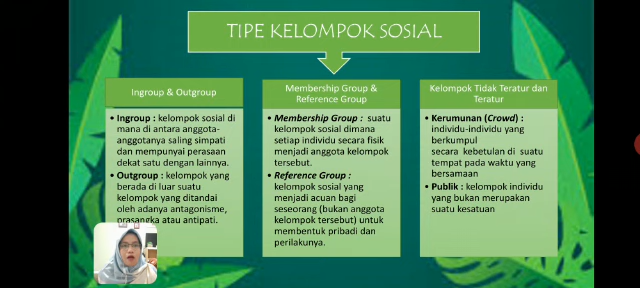 TIPE KELOMPOK SOSIAL
Ingroup & Outgroup
• Ingroup : kelompok sosial di
mana di antara anggota-
anggotanya saling simpati
dan mempunyai perasaan
dekat satu dengan lainnya.
• Outgroup : kelompok yang
berada di luar suatu
kelompok yang ditandai
oleh adanya antagonisme,
prasangka atau antipati.
Membership Group &
Reference Group
• Membership Group : suatu
kelompok sosial dimana
setiap individu secara fisik
menjadi anggota kelompok
tersebut.
• Reference Group :
kelompok sosial yang
menjadi acuan bagi
seseorang (bukan anggota
kelompok tersebut) untuk
membentuk pribadi dan
perilakunya.
Kelompok Tidak Teratur dan
Teratur
• Kerumunan (Crowd) :
individu-individu yang
berkumpul
secara kebetulan di suatu
tempat pada waktu yang
bersamaan
• Publik : kelompok individu
yang bukan merupakan
suatu kesatuan